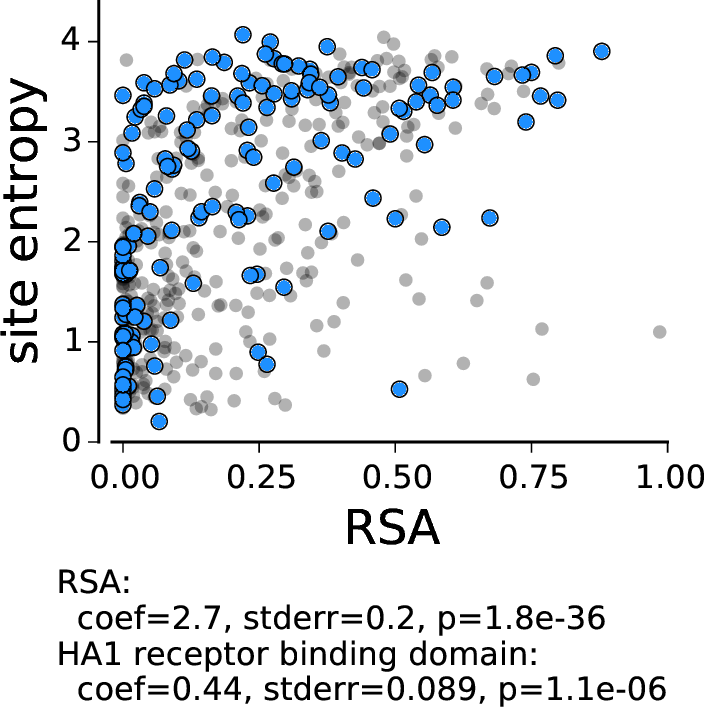 4
3
2
1
0
site entropy
0.00 0.25 0.50 0.75 1.00
RSA
RSA:
coef=2.7, stderr=0.2, p=1.8e-36
HA1 receptor binding domain:
coef=0.44, stderr=0.089, p=1.1e-06